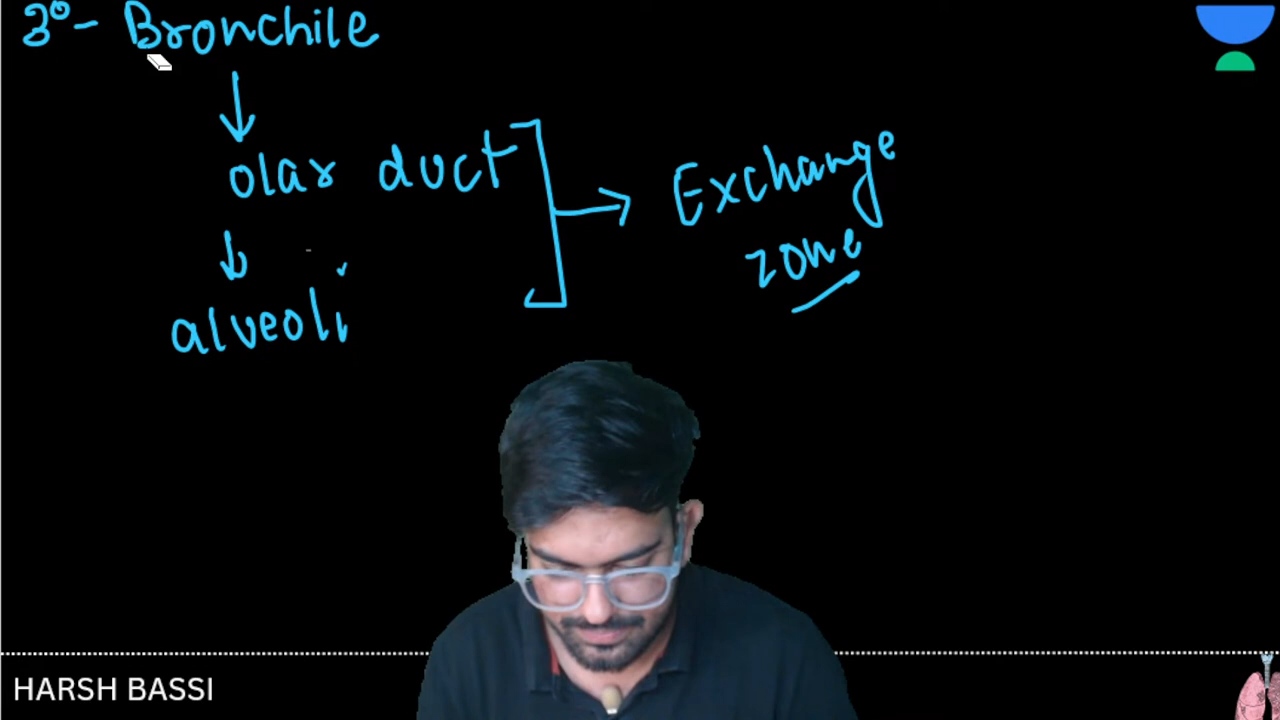 3° - Bronchile
olar duct
Exchange
zone
alveoli
HARSH BASSI